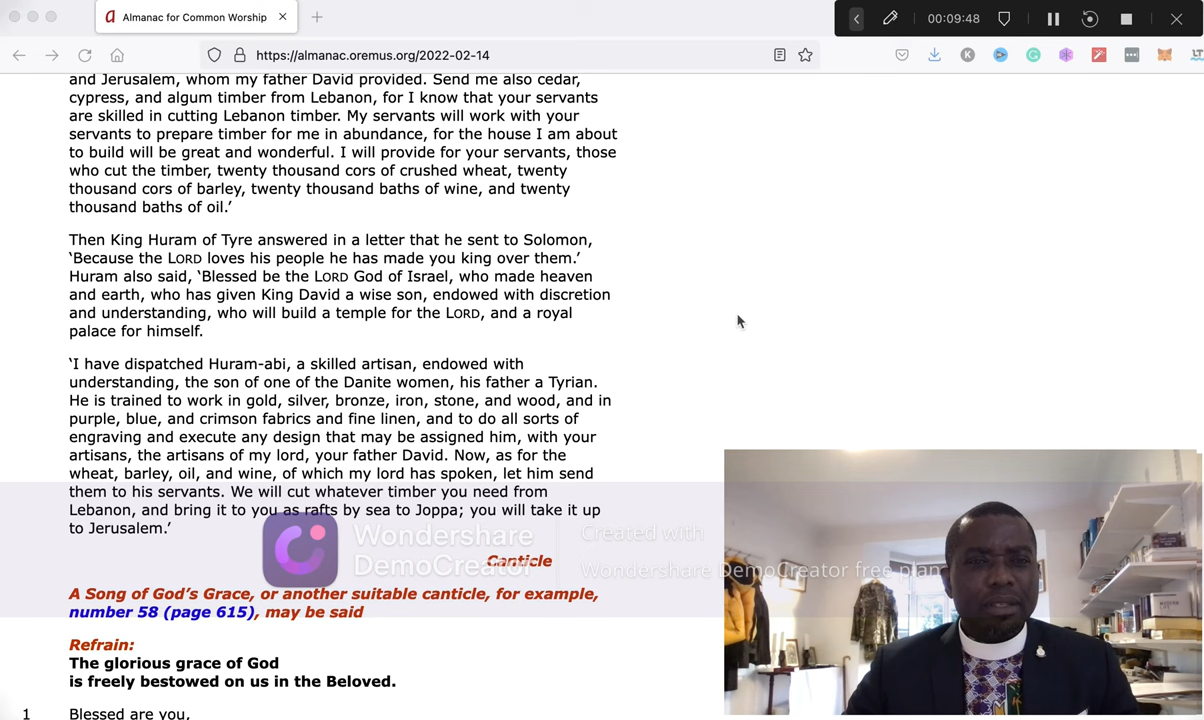 Almanac for Common Worship
00:09:48
https://almanac.oremus.org/2022-02-14
and Jerusalem, whom my father David provided. Send me also cedar,
cypress, and algum timber from Lebanon, for I know that your servants
are skilled in cutting Lebanon timber. My servants will work with your
servants to prepare timber for me in abundance, for the house I am about
to build will be great and wonderful. I will provide for your servants, those
who cut the timber, twenty thousand cors of crushed wheat, twenty
thousand cors of barley, twenty thousand baths of wine, and twenty
thousand baths of oil.’
Then King Huram of Tyre answered in a letter that he sent to Solomon,
‘Because the LORD loves his people he has made you king over them.’
Huram also said, ‘Blessed be the LORD God of Israel, who made heaven
and earth, who has given King David a wise son, endowed with discretion
and understanding, who will build a temple for the LORD, and a royal
palace for himself.
‘I have dispatched Huram-abi, a skilled artisan, endowed with
understanding, the son of one of the Danite women, his father a Tyrian.
He is trained to work in gold, silver, bronze, iron, stone, and wood, and in
purple, blue, and crimson fabrics and fine linen, and to do all sorts of
engraving and execute any design that may be assigned him, with your
artisans, the artisans of my lord, your father David. Now, as for the
wheat, barley, oil, and wine, of which my lord has spoken, let him send
them to his servants. We will cut whatever timber you need from
Lebanon, and bring it to you as rafts by sea to Joppa; you will take it up
to Jerusalem.’
Wondershare
DemoCreator
Created with
Wondershare DemoCreator free plan
Canticle
A Song of God’s Grace, or another suitable canticle, for example,
number 58 (page 615), may be said
Refrain:
The glorious grace of God
is freely bestowed on us in the Beloved.
1 Blessed are you,